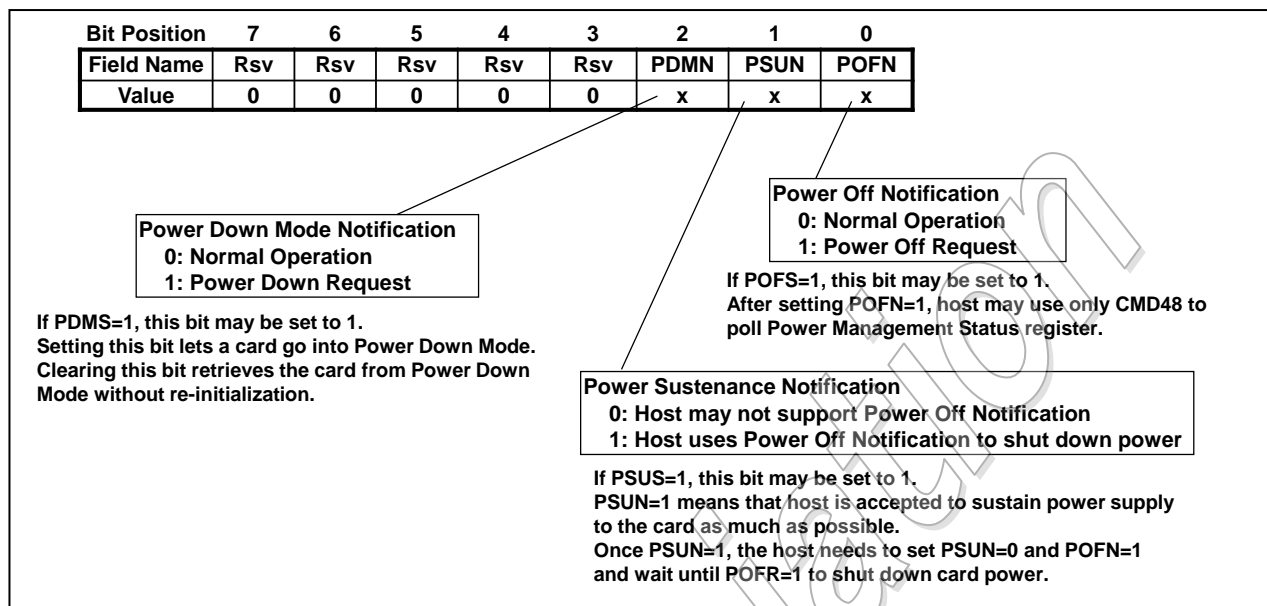 Bit Position 7 6 5 4 3 2 1 0
Field Name Rsv Rsv Rsv Rsv Rsv PDMN PSUN POFN
Value 0 0 0 0 0 x x x
Power Off Notification
0: Normal Operation
1: Power Off Request
If POFS=1, this bit may be set to 1.
After setting POFN=1, host may use only CMD48 to
poll Power Management Status register.
Power Down Mode Notification
0: Normal Operation
1: Power Down Request
If PDMS=1, this bit may be set to 1.
Setting this bit lets a card go into Power Down Mode.
Clearing this bit retrieves the card from Power Down
Mode without re-initialization.
Power Sustenance Notification
0: Host may not support Power Off Notification
1: Host uses Power Off Notification to shut down power
If PSUS=1, this bit may be set to 1.
PSUN=1 means that host is accepted to sustain power supply
to the card as much as possible.
Once PSUN=1, the host needs to set PSUN=0 and POFN=1
and wait until POFR=1 to shut down card power.
iation